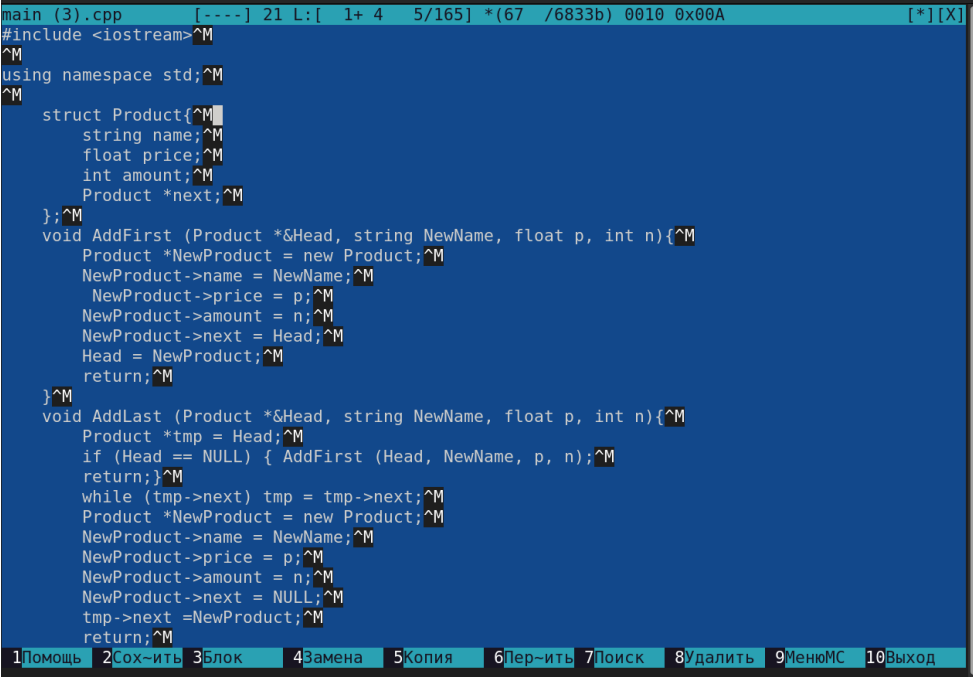 main (3).cpp       [----] 21 L:[  1+ 4   5/165] *(67  /6833b) 0010 0x00A                  [*][X]
#include <iostream>^M
^M
using namespace std;^M
^M
    struct Product{^M
        string name;^M
        float price;^M
        int amount;^M
        Product *next;^M
    };^M
    void AddFirst (Product *&Head, string NewName, float p, int n){^M
        Product *NewProduct = new Product;^M
        NewProduct->name = NewName;^M
         NewProduct->price = p;^M
        NewProduct->amount = n;^M
        NewProduct->next = Head;^M
        Head = NewProduct;^M
        return;^M
    }^M
    void AddLast (Product *&Head, string NewName, float p, int n){^M
        Product *tmp = Head;^M
        if (Head == NULL) { AddFirst (Head, NewName, p, n);^M
        return;}^M
        while (tmp->next) tmp = tmp->next;^M
        Product *NewProduct = new Product;^M
        NewProduct->name = NewName;^M
        NewProduct->price = p;^M
        NewProduct->amount = n;^M
        NewProduct->next = NULL;^M
        tmp->next =NewProduct;^M
        return;^M
 1Помощь  2Сох~ить 3Блок    4Замена  5Копия   6Пер~ить 7Поиск   8Удалить 9МенюMC 10Выход